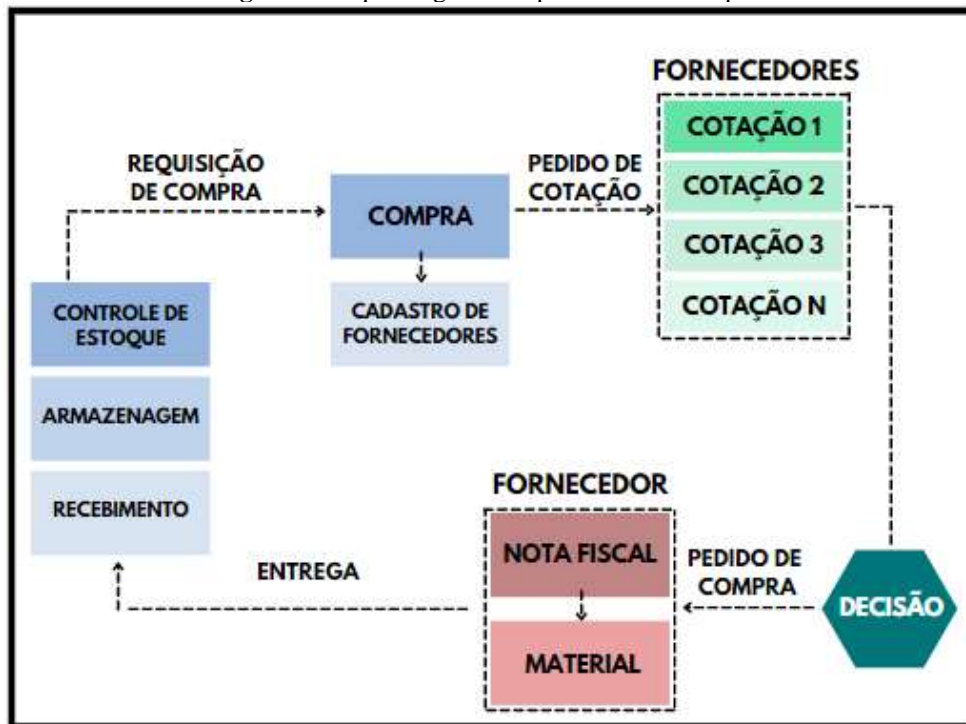 FORNECEDORES
COTAÇÃO 1
COTAÇÃO 2
COTAÇÃO 3
COTAÇÃO N
REQUISIÇÃO
DE COMPRA
PEDIDO DE
COTAÇÃO
COMPRA
CADASTRO DE
FORNECEDORES
CONTROLE DE
ESTOQUE
ARMAZENAGEM
RECEBIMENTO
FORNECEDOR
NOTA FISCAL
MATERIAL
ENTREGA
PEDIDO DE
COMPRA
DECISÃO